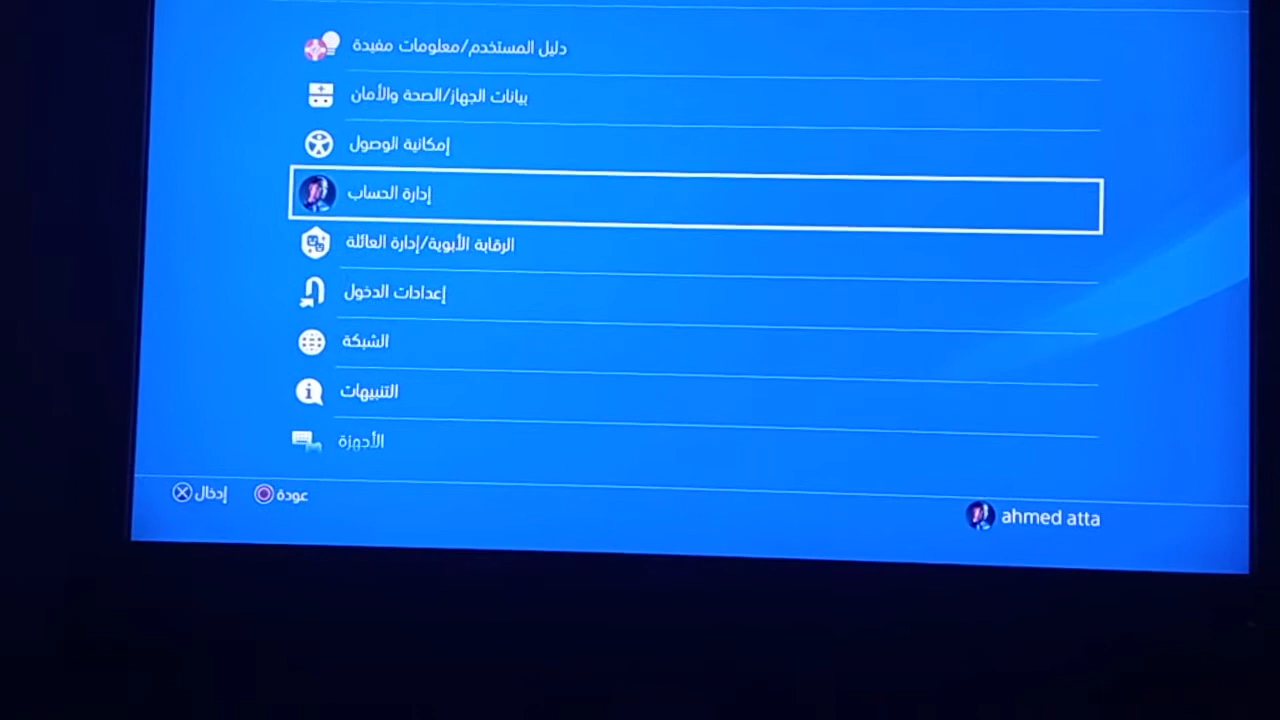 دليل المستخدم/معلومات مفيدة
بيانات الجهاز/الصحة والأمان
إمكانية الوصول
إدارة الحساب
الرقابة الأبوية/إدارة العائلة
إعدادات الدخول
الشبكة
التنبيهات
الأجهزة
إدخال
عودة
ahmed atta